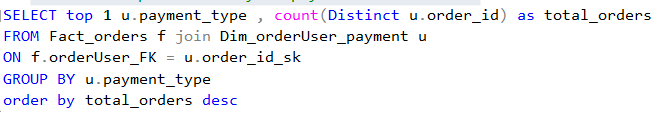 SELECT top 1 u.payment_type , count(Distinct u.order_id) as total_orders
FROM Fact_orders f join Dim_orderUser_payment u
ON f.orderUser_FK = u.order_id_sk
GROUP BY u.payment_type
order by total_orders desc